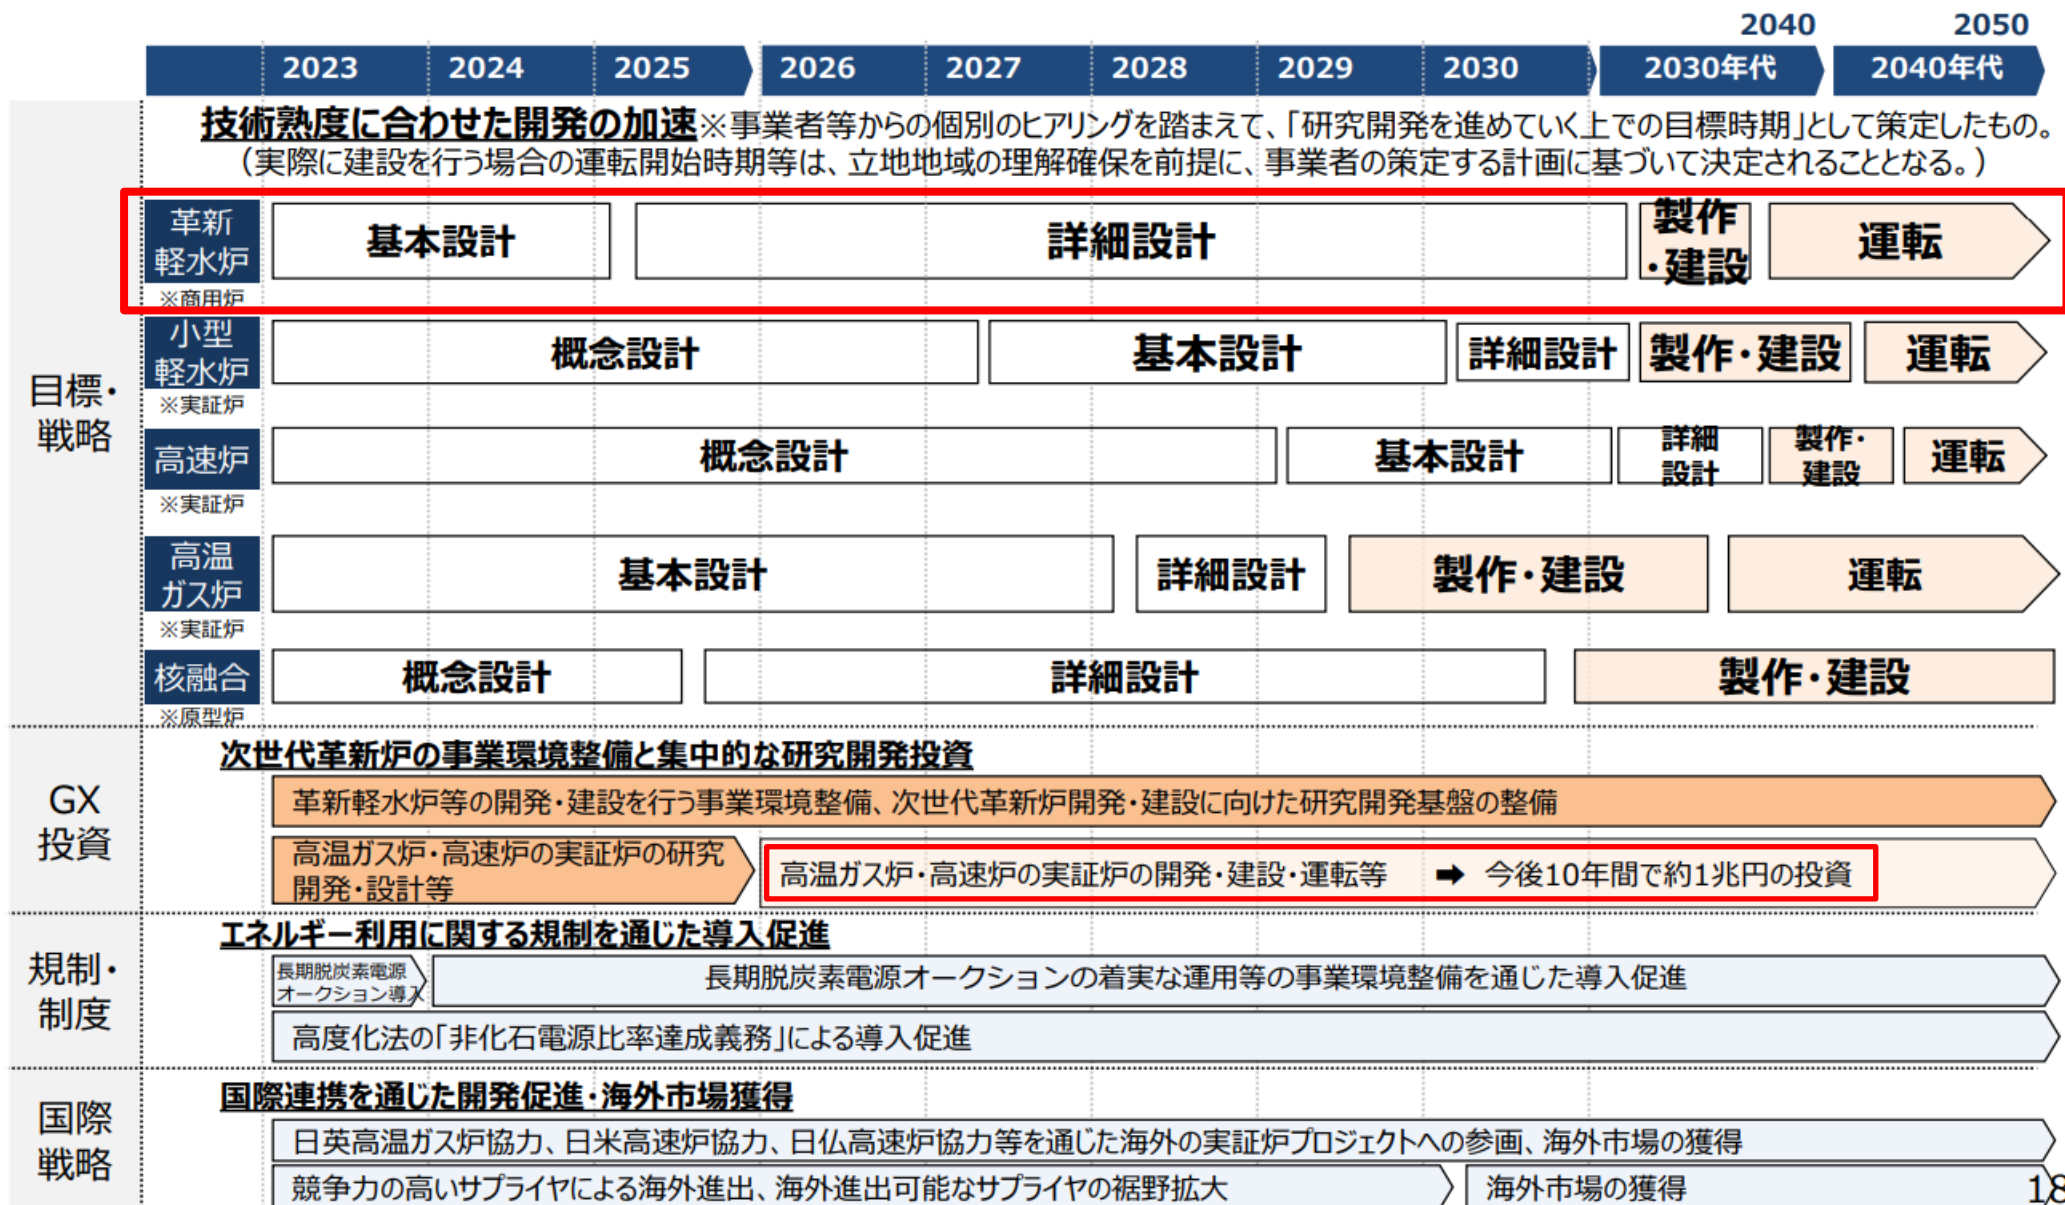 2040 2050
2023 2024 2025 2026 2027 2028 2029 2030 2030年代 2040年代
目標・
戦略
技術熟度に合わせた開発の加速※事業者等からの個別のヒアリングを踏まえて、「研究開発を進めていく上での目標時期」として策定したもの。
（実際に建設を行う場合の運転開始時期等は、立地地域の理解確保を前提に、事業者の策定する計画に基づいて決定されることとなる。）
革新
軽水炉
※商用炉
基本設計
詳細設計
製作
・建設
運転
小型
軽水炉
※実証炉
概念設計
基本設計
詳細設計
製作・建設
運転
高速炉
※実証炉
概念設計
基本設計
詳細
設計
製作・
建設
運転
高温
ガス炉
※実証炉
基本設計
詳細設計
製作・建設
運転
核融合
※原型炉
概念設計
詳細設計
製作・建設
GX
投資
次世代革新炉の事業環境整備と集中的な研究開発投資
革新軽水炉等の開発・建設を行う事業環境整備、次世代革新炉開発・建設に向けた研究開発基盤の整備
高温ガス炉・高速炉の実証炉の研究
開発・設計等
高温ガス炉・高速炉の実証炉の開発・建設・運転等 ➡ 今後10年間で約1兆円の投資
規制・
制度
エネルギー利用に関する規制を通じた導入促進
長期脱炭素電源
オークション導入
長期脱炭素電源オークションの着実な運用等の事業環境整備を通じた導入促進
高度化法の「非化石電源比率達成義務」による導入促進
国際
戦略
国際連携を通じた開発促進・海外市場獲得
日英高温ガス炉協力、日米高速炉協力、日仏高速炉協力等を通じた海外の実証炉プロジェクトへの参画、海外市場の獲得
競争力の高いサプライヤによる海外進出、海外進出可能なサプライヤの裾野拡大
海外市場の獲得
18